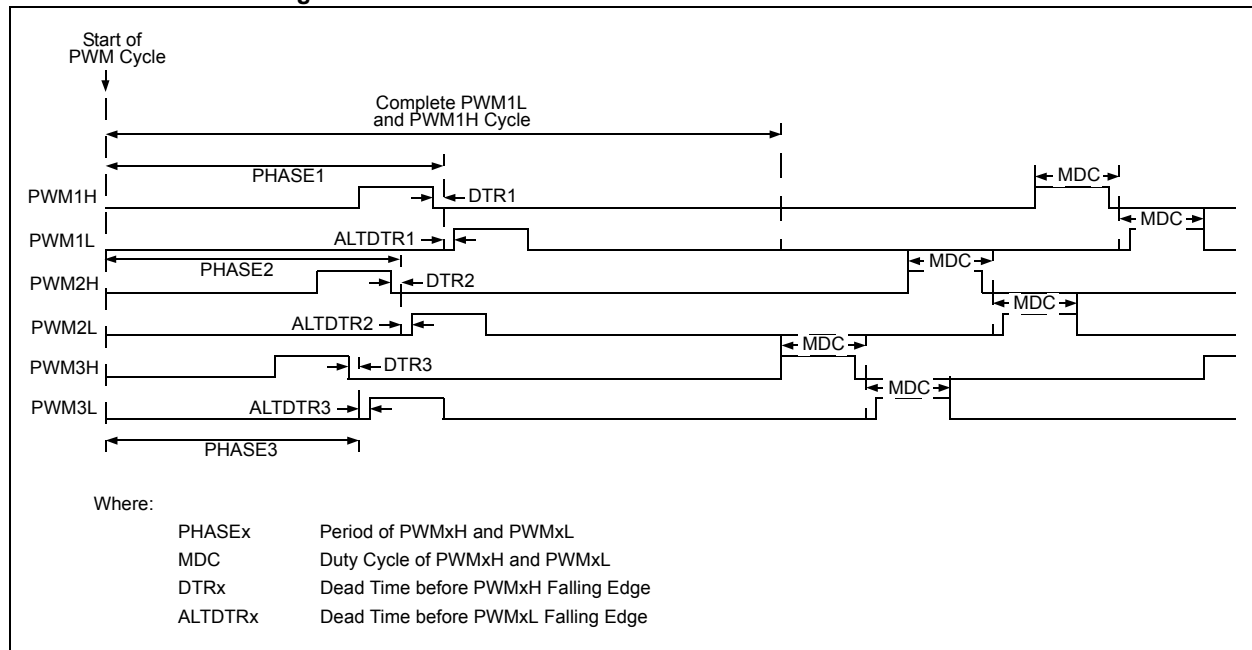 Start of
PWM Cycle
Complete PWM1L
and PWM1H Cycle
PHASE1
MDC
PWM1H
DTR1
MDC
PWM1L
ALTDTR1
PHASE2
MDC
PWM2H
DTR2
MDC
PWM2L
ALTDTR2
MDC
PWM3H
DTR3
MDC
PWM3L
ALTDTR3
PHASE3
Where:
PHASEx Period of PWMxH and PWMxL
MDC Duty Cycle of PWMxH and PWMxL
DTRx Dead Time before PWMxH Falling Edge
ALTDTRx Dead Time before PWMxL Falling Edge